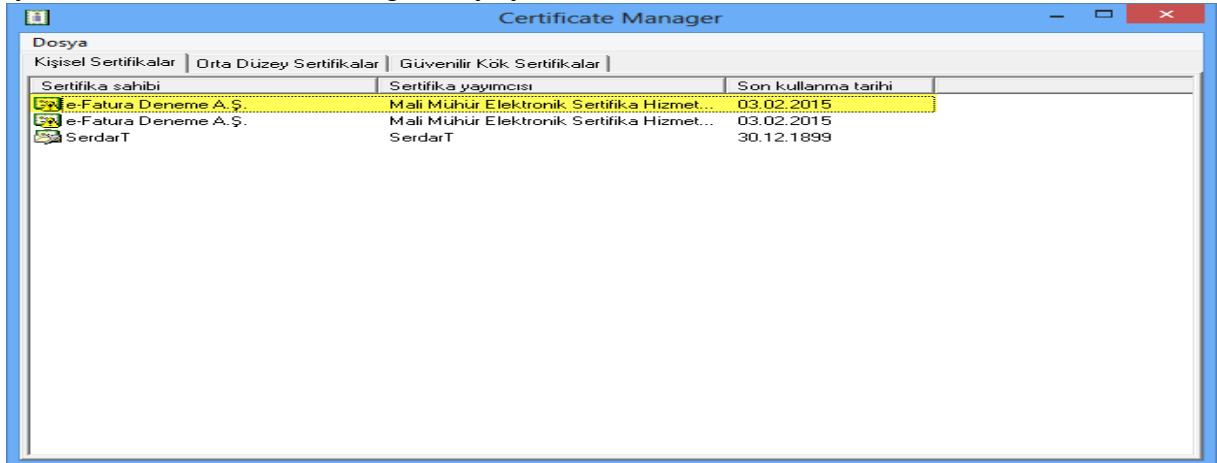 Certificate Manager
Dosya
Kişisel Sertifikalar Orta Düzey Sertifikalar Güvenilir Kök Sertifikalar
Sertifika sahibi Sertifika yayımcısı Son kullanma tarihi
e-Fatura Deneme A.Ş. Mali Mühür Elektronik Sertifika Hizmet... 03.02.2015
e-Fatura Deneme A.Ş. Mali Mühür Elektronik Sertifika Hizmet... 03.02.2015
SerdarT SerdarT 30.12.1899